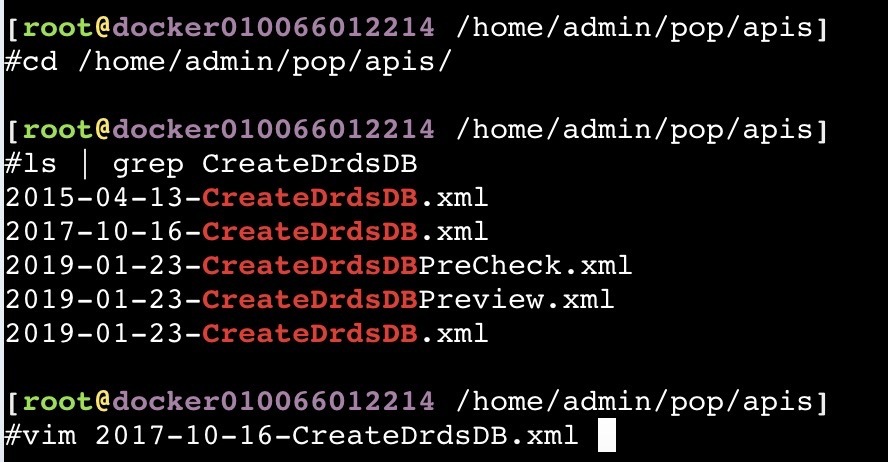 [root@docker010066012214 /home/admin/pop/apis]
#cd /home/admin/pop/apis/
[root@docker010066012214 /home/admin/pop/apis]
#ls | grep CreateDrdsDB
2015-04-13-CreateDrdsDB.xml
2017-10-16-CreateDrdsDB.xml
2019-01-23-CreateDrdsDBPreCheck.xml
2019-01-23-CreateDrdsDBPreview.xml
2019-01-23-CreateDrdsDB.xml
[root@docker010066012214 /home/admin/pop/apis]
#vim 2017-10-16-CreateDrdsDB.xml